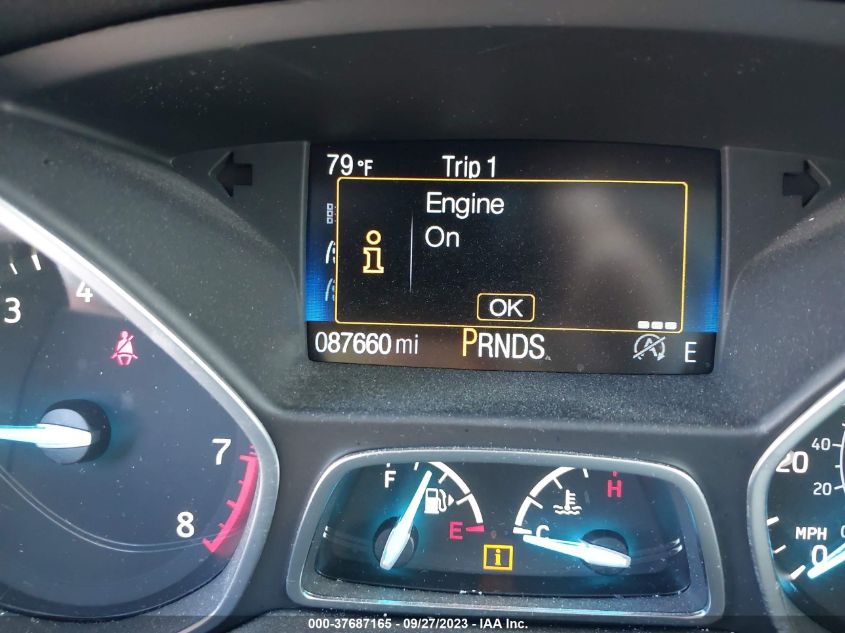 79°F Trip 1
Engine
On
i
OK
087660 mi PRNDS A E
3 4
7
8
F E
C H
i
40
20
20
MPH
0
000-37687165 - 09/27/2023 - IAA Inc.